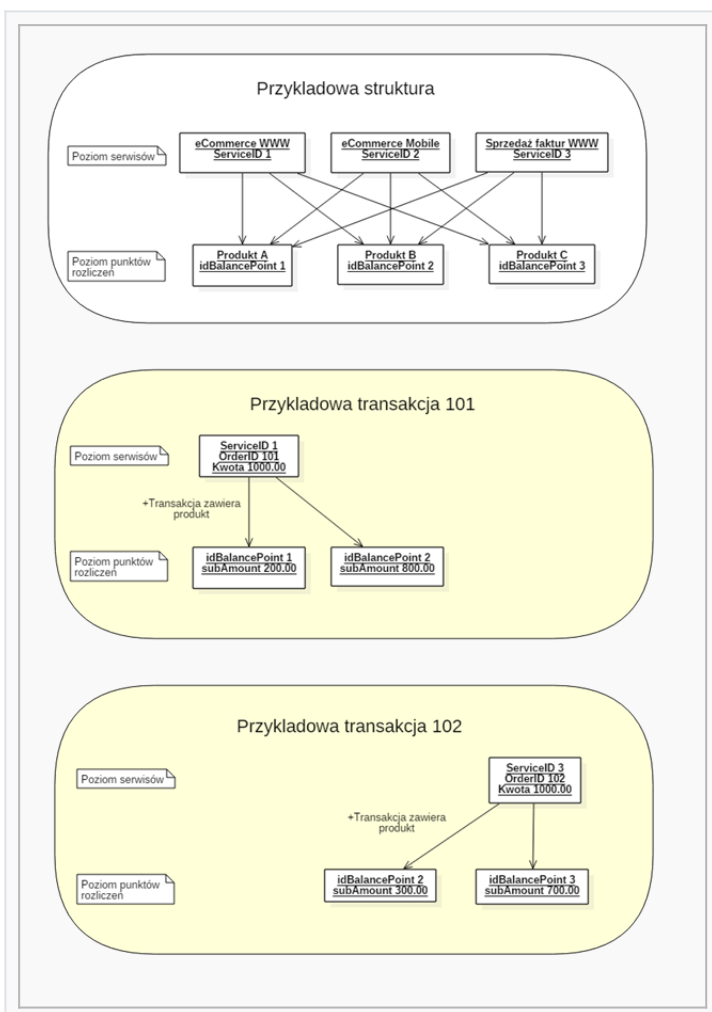 Przykladowa struktura
Poziom serwisów
eCommerce WWW
ServiceID 1
eCommerce Mobile
ServiceID 2
Sprzedaż faktur WWW
ServiceID 3
Poziom punktów
rozliczeń
Produkt A
idBalancePoint 1
Produkt B
idBalancePoint 2
Produkt C
idBalancePoint 3
Przykladowa transakcja 101
Poziom serwisów
ServiceID 1
OrderID 101
Kwota 1000.00
+Transakcja zawiera
produkt
Poziom punktów
rozliczeń
idBalancePoint 1
subAmount 200.00
idBalancePoint 2
subAmount 800.00
Przykladowa transakcja 102
Poziom serwisów
ServiceID 3
OrderID 102
Kwota 1000.00
+Transakcja zawiera
produkt
Poziom punktów
rozliczeń
idBalancePoint 2
subAmount 300.00
idBalancePoint 3
subAmount 700.00